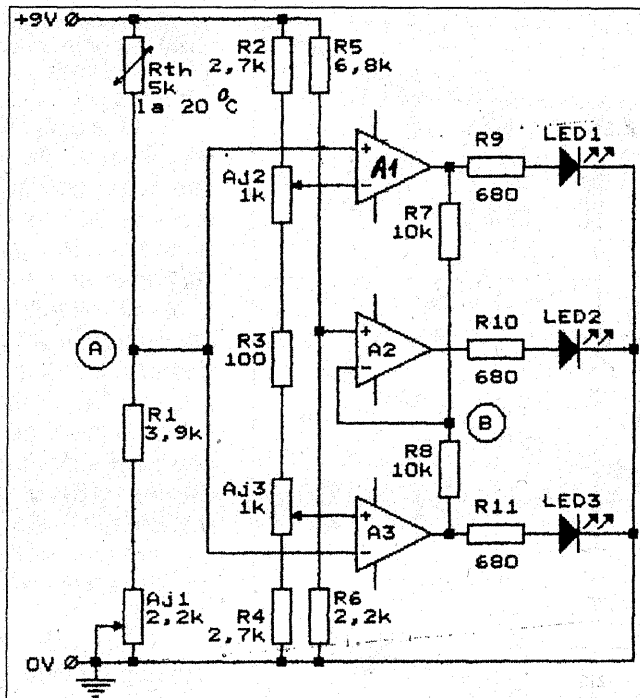 +9V
Rth
5k
la 20 °C
R2
2,7k
R5
6,8k
A1
+
-
R9
680
LED1
Aj2
1k
R7
10k
A
R3
100
A2
+
-
R10
680
LED2
B
R1
3,9k
R8
10k
Aj3
1k
A3
+
-
R11
680
LED3
Aj1
2,2k
R4
2,7k
R6
2,2k
0V